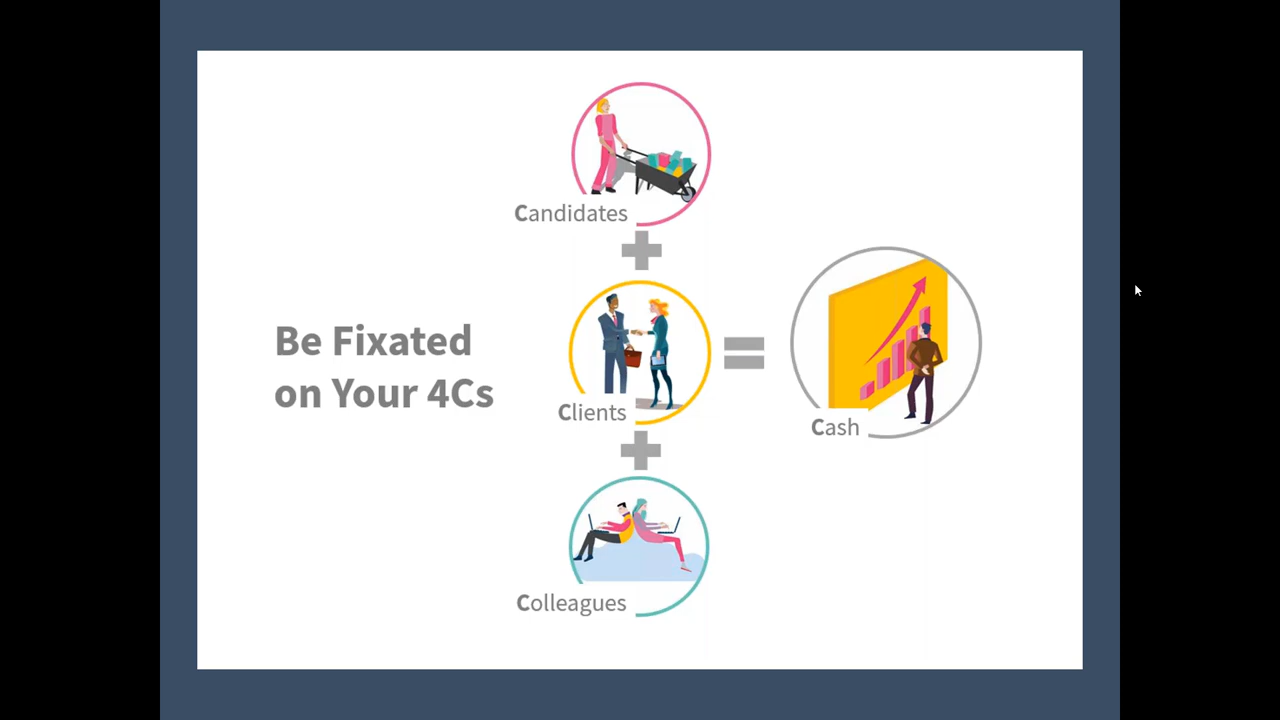 Be Fixated
on Your 4Cs
Candidates
Clients
Colleagues
Cash